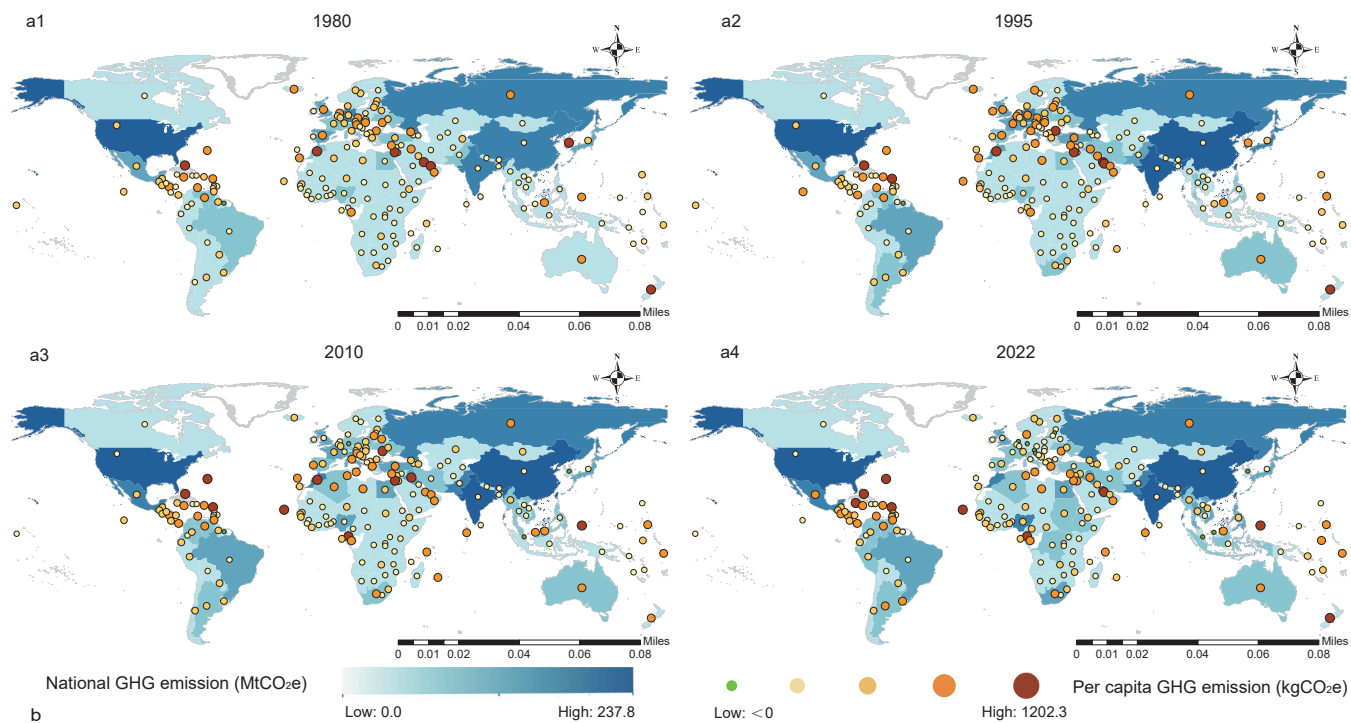 a1 1980
N
W E
S
Miles
0 0.01 0.02 0.04 0.06 0.08
a2 1995
N
W E
S
Miles
0 0.01 0.02 0.04 0.06 0.08
a3 2010
N
W E
S
Miles
0 0.01 0.02 0.04 0.06 0.08
a4 2022
N
W E
S
Miles
0 0.01 0.02 0.04 0.06 0.08
National GHG emission (MtCO₂e)
Low: 0.0 High: 237.8
Per capita GHG emission (kgCO₂e)
Low: <0 High: 1202.3
b